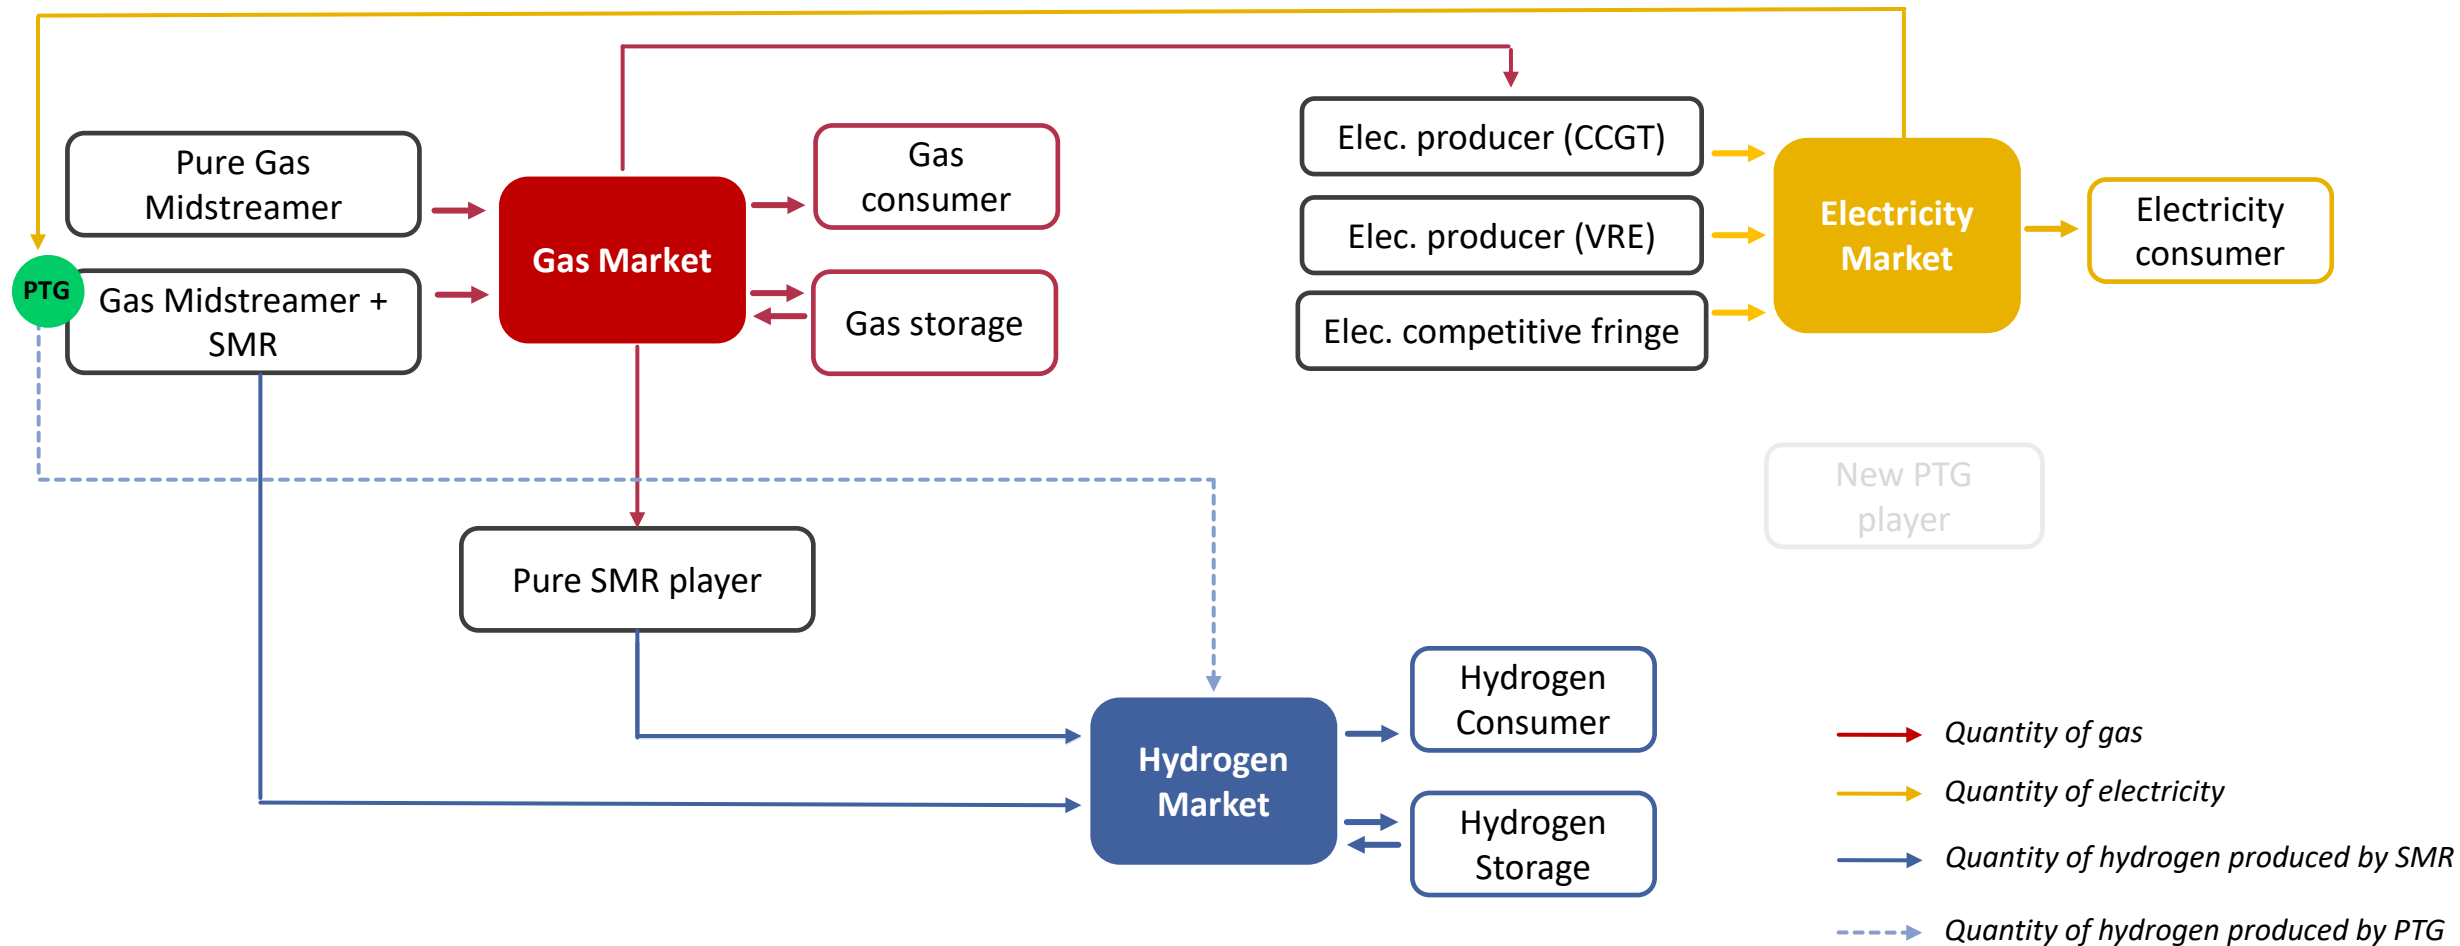 Pure Gas
Midstreamer
PTG
Gas Midstreamer +
SMR
Gas Market
Gas
consumer
Gas storage
Elec. producer (CCGT)
Elec. producer (VRE)
Elec. competitive fringe
Electricity
Market
Electricity
consumer
New PTG
player
Pure SMR player
Hydrogen
Market
Hydrogen
Consumer
Hydrogen
Storage
Quantity of gas
Quantity of electricity
Quantity of hydrogen produced by SMR
Quantity of hydrogen produced by PTG